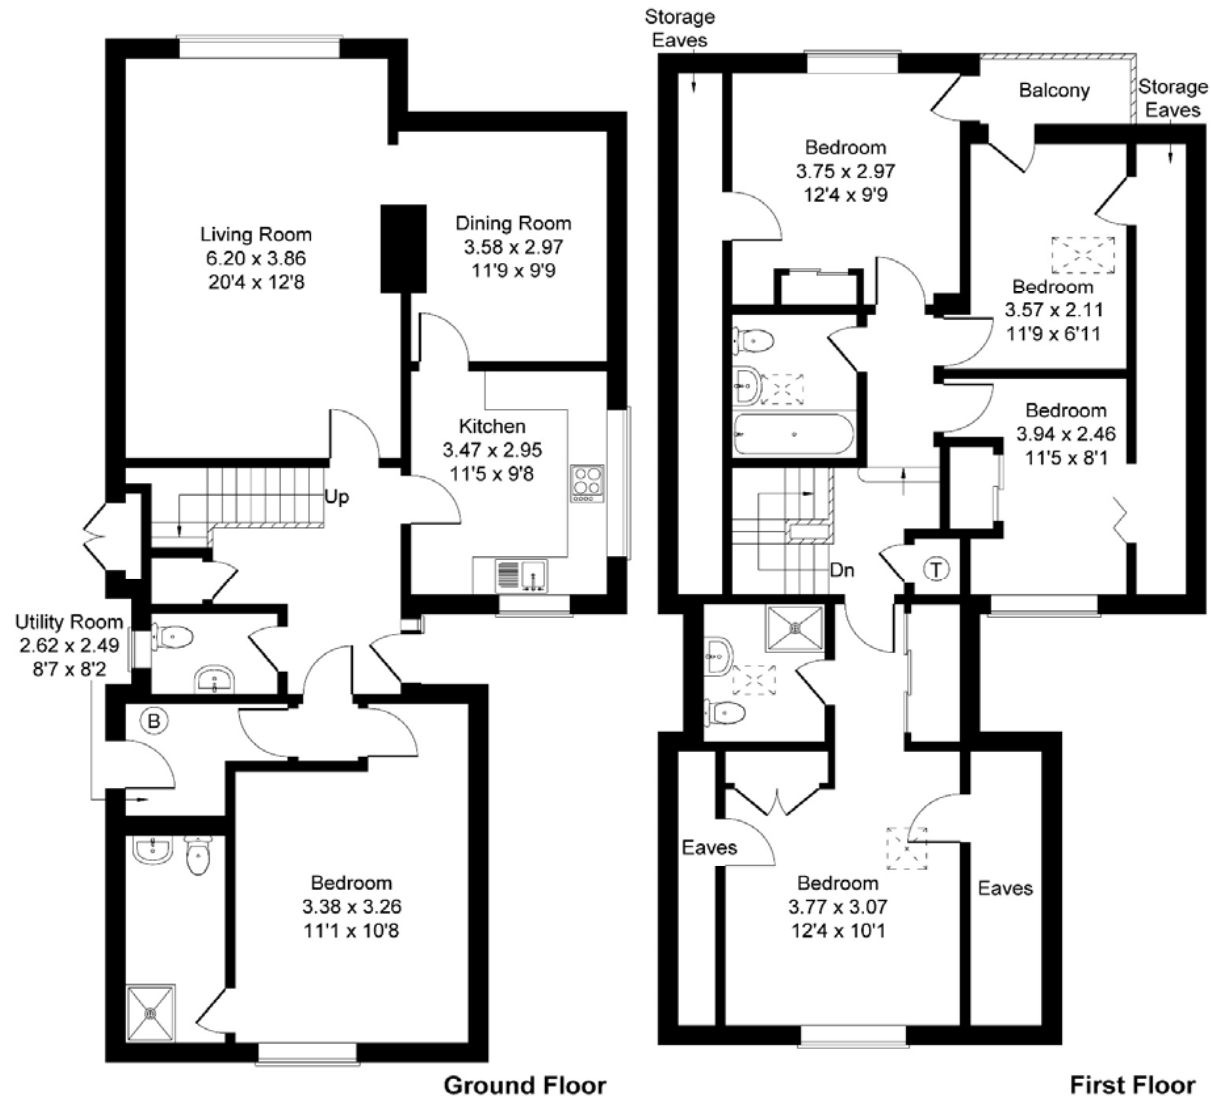 Living Room
6.20 x 3.86
20'4 x 12'8
Dining Room
3.58 x 2.97
11'9 x 9'9
Kitchen
3.47 x 2.95
11'5 x 9'8
Up
Utility Room
2.62 x 2.49
8'7 x 8'2
B
Bedroom
3.38 x 3.26
11'1 x 10'8
Ground Floor
Storage
Eaves
Balcony
Storage
Eaves
Bedroom
3.75 x 2.97
12'4 x 9'9
Bedroom
3.57 x 2.11
11'9 x 6'11
Bedroom
3.94 x 2.46
11'5 x 8'1
Dn
T
Eaves
Bedroom
3.77 x 3.07
12'4 x 10'1
Eaves
First Floor